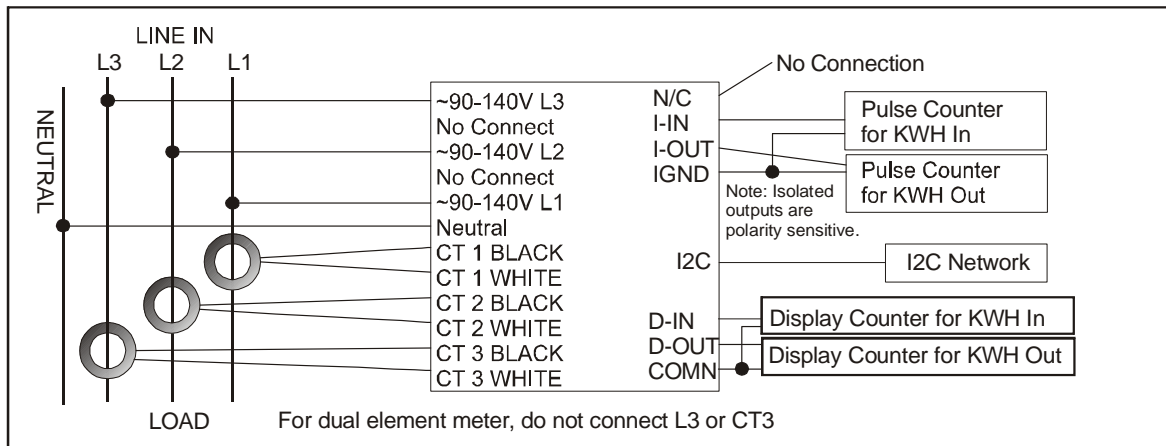 LINE IN
L3 L2 L1
NEUTRAL
~90-140V L3
No Connect
~90-140V L2
No Connect
~90-140V L1
Neutral
CT 1 BLACK
CT 1 WHITE
CT 2 BLACK
CT 2 WHITE
CT 3 BLACK
CT 3 WHITE
LOAD
N/C
I-IN
I-OUT
IGND
Note: Isolated
outputs are
polarity sensitive.
I2C
D-IN
D-OUT
COMN
No Connection
Pulse Counter
for KWH In
Pulse Counter
for KWH Out
I2C Network
Display Counter for KWH In
Display Counter for KWH Out
For dual element meter, do not connect L3 or CT3